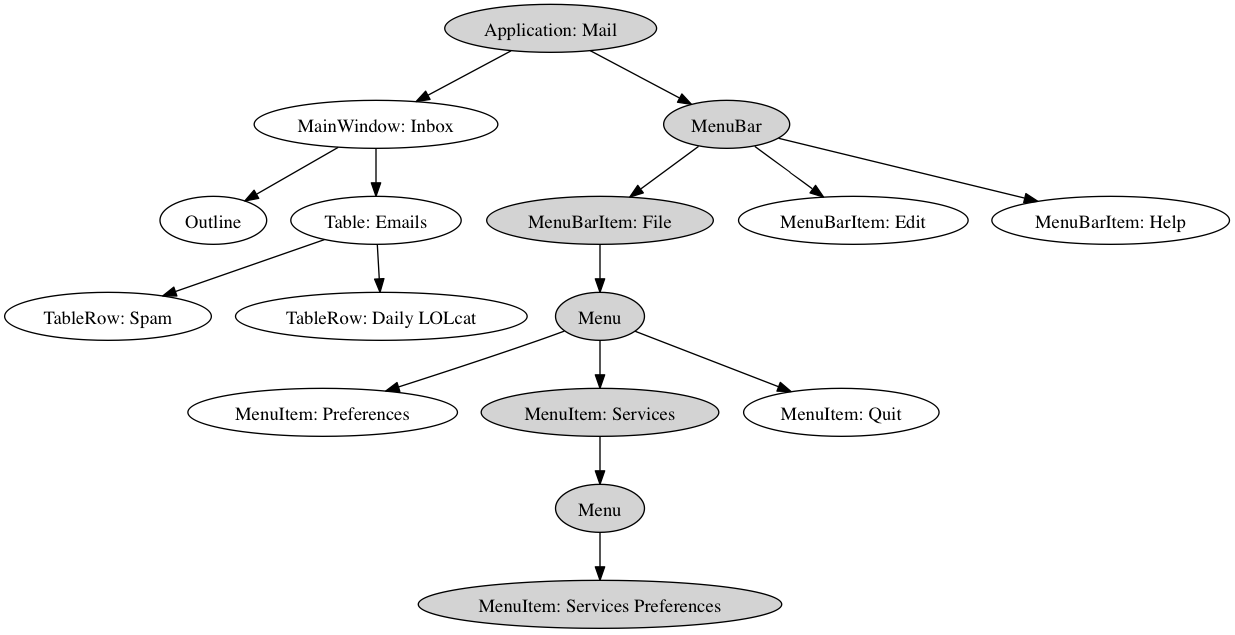 Application: Mail
MainWindow: Inbox
MenuBar
Outline
Table: Emails
MenuBarItem: File
MenuBarItem: Edit
MenuBarItem: Help
TableRow: Spam
TableRow: Daily LOLcat
Menu
MenuItem: Preferences
MenuItem: Services
MenuItem: Quit
Menu
MenuItem: Services Preferences